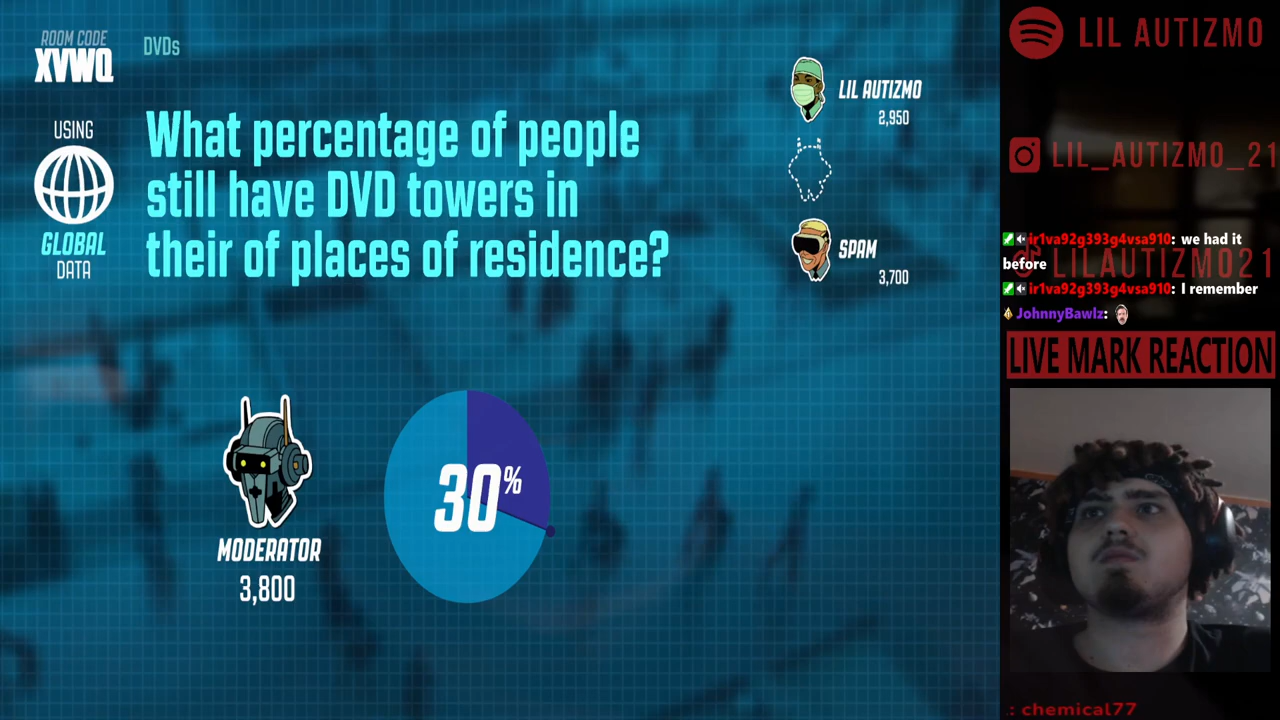 ROOM CODE
XVWQ
DVDs
USING
GLOBAL
DATA
What percentage of people
still have DVD towers in
their of places of residence?
LIL AUTIZMO
2,950
SPAM
3,700
MODERATOR
3,800
30%
LIL AUTIZMO
LIL_AUTIZMO_21
ir1va92g393g4vsa910: we had it
before
LILAUTIZMO21
ir1va92g393g4vsa910: I remember
JohnnyBawlz:
LIVE MARK REACTION
.: chemical77